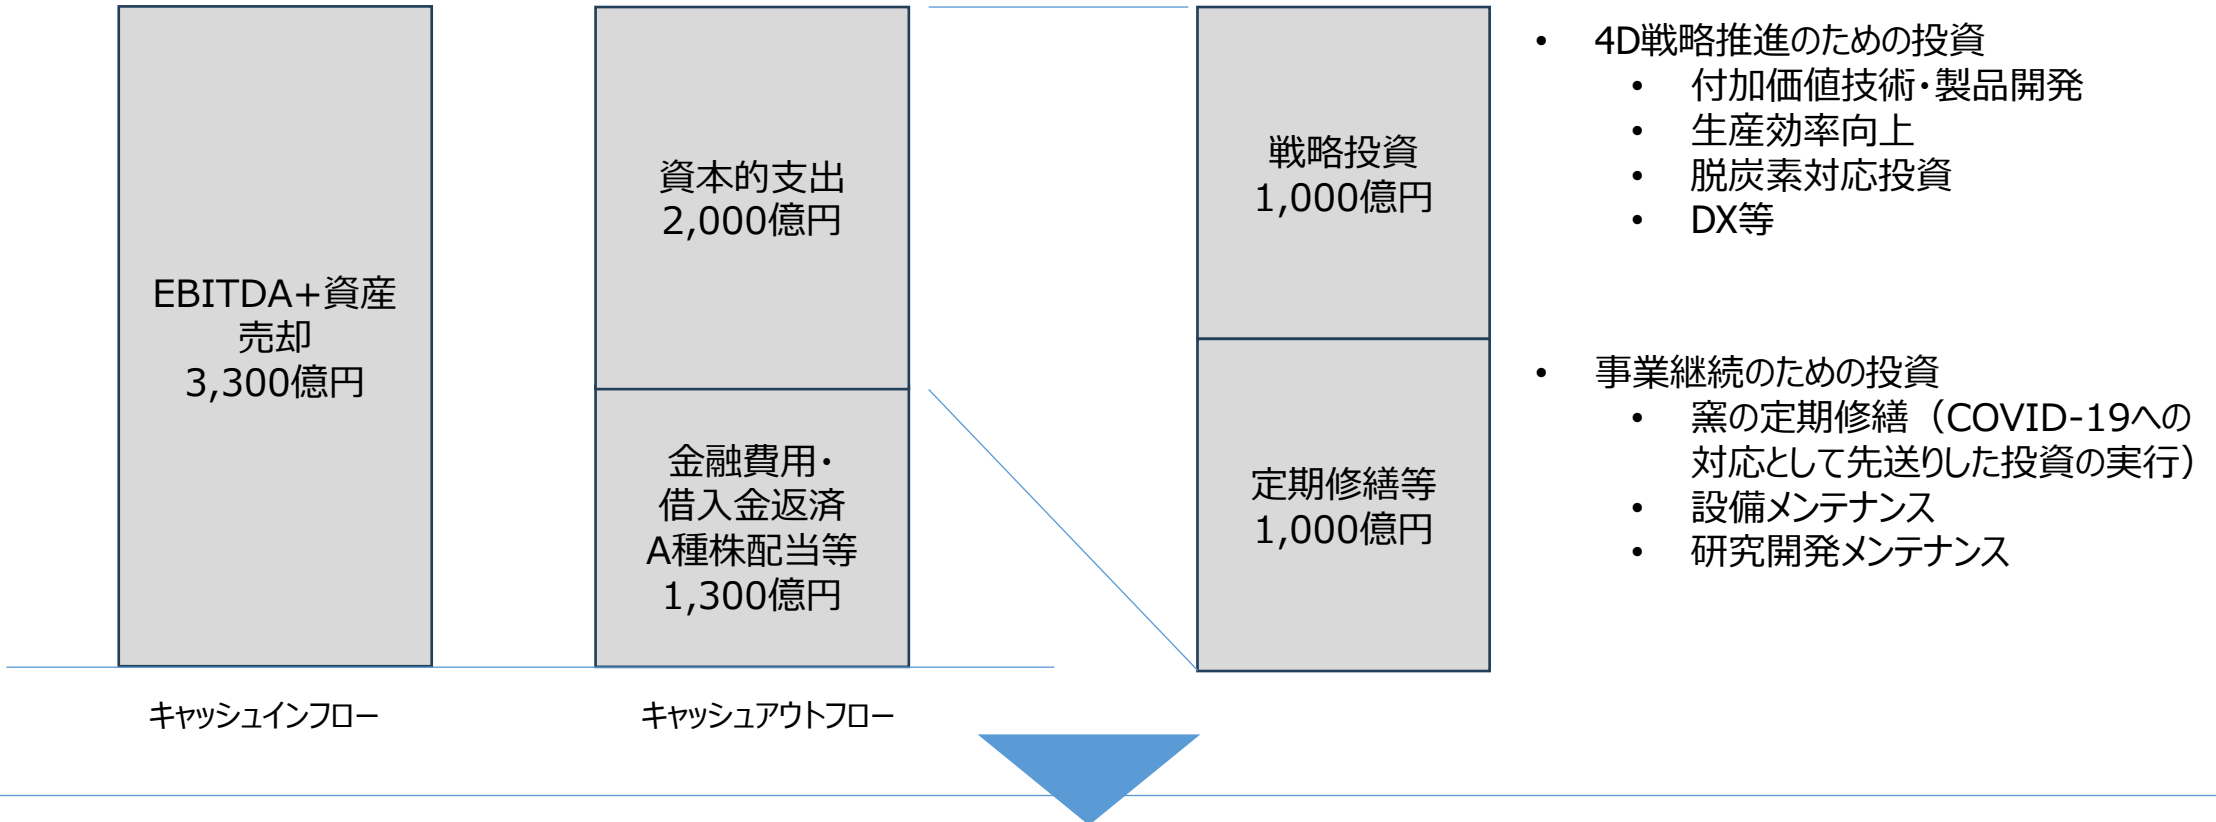 EBITDA+資産
売却
3,300億円
キャッシュインフロー
資本的支出
2,000億円
金融費用・
借入金返済
A種株配当等
1,300億円
キャッシュアウトフロー
戦略投資
1,000億円
定期修繕等
1,000億円
• 4D戦略推進のための投資
• 付加価値技術・製品開発
• 生産効率向上
• 脱炭素対応投資
• DX等
• 事業継続のための投資
• 窯の定期修繕（COVID-19への
対応として先送りした投資の実行）
• 設備メンテナンス
• 研究開発メンテナンス